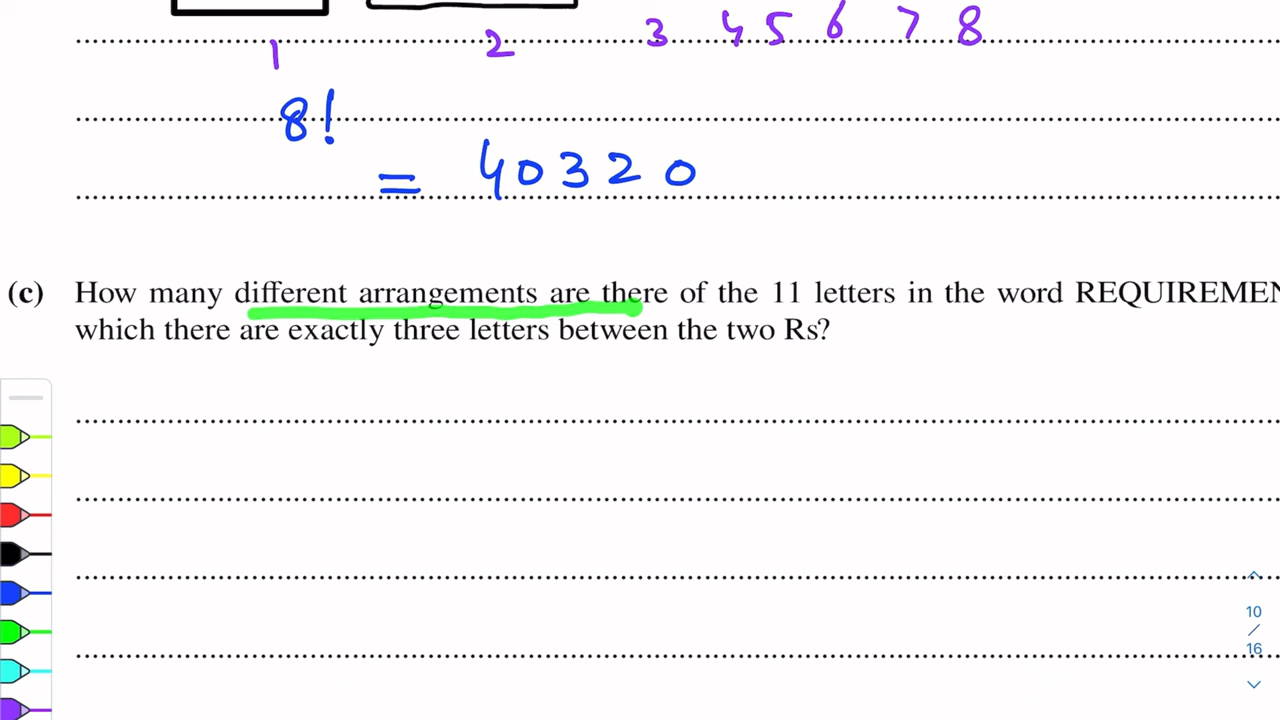 1 2 3 4 5 6 7 8
8!
= 40320
(c) How many different arrangements are there of the 11 letters in the word REQUIREMEN
which there are exactly three letters between the two Rs?
10
/
16